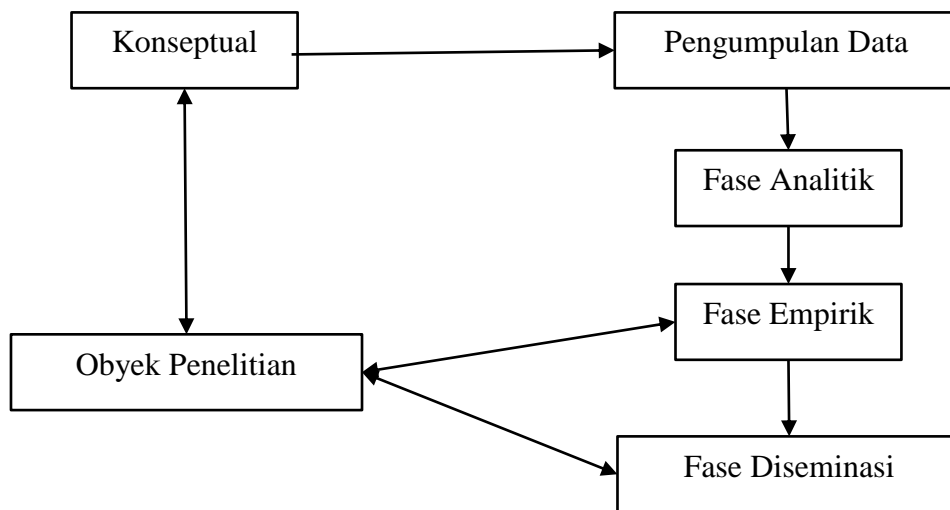 Konseptual
Pengumpulan Data
Fase Analitik
Fase Empirik
Obyek Penelitian
Fase Diseminasi